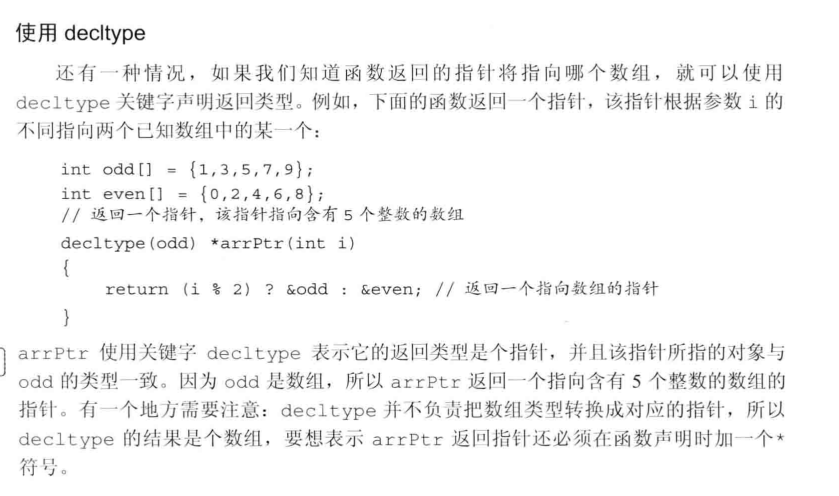 使用 decltype
还有一种情况，如果我们知道函数返回的指针将指向哪个数组，就可以使用
decltype 关键字声明返回类型。例如，下面的函数返回一个指针，该指针根据参数 i 的
不同指向两个已知数组中的某一个：
int odd[] = {1,3,5,7,9};
int even[] = {0,2,4,6,8};
// 返回一个指针，该指针指向含有 5 个整数的数组
decltype(odd) *arrPtr(int i)
{
return (i % 2) ? &odd : &even; // 返回一个指向数组的指针
}
arrPtr 使用关键字 decltype 表示它的返回类型是个指针，并且该指针所指的对象与
odd 的类型一致。因为 odd 是数组，所以 arrPtr 返回一个指向含有 5 个整数的数组的
指针。有一个地方需要注意：decltype 并不负责把数组类型转换成对应的指针，所以
decltype 的结果是个数组，要想表示 arrPtr 返回指针还必须在函数声明时加一个*
符号。